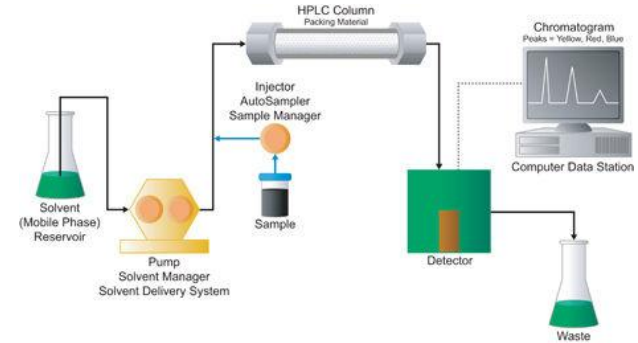 HPLC Column
Packing Material
Chromatogram
Peaks = Yellow, Red, Blue
Injector
AutoSampler
Sample Manager
Computer Data Station
Solvent
(Mobile Phase)
Reservoir
Sample
Pump
Solvent Manager
Solvent Delivery System
Detector
Waste